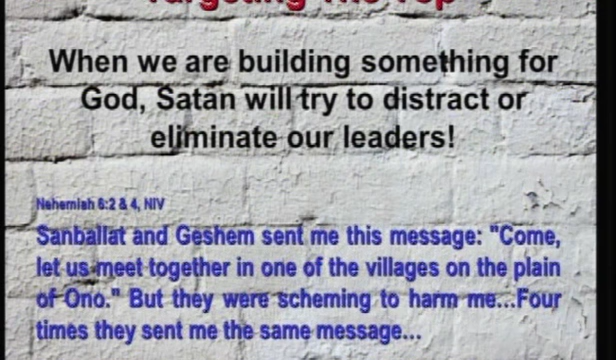 Targeting The Top
When we are building something for
God, Satan will try to distract or
eliminate our leaders!
Nehemiah 6:2 & 4, NIV
Sanballat and Geshem sent me this message: "Come,
let us meet together in one of the villages on the plain
of Ono." But they were scheming to harm me...Four
times they sent me the same message...